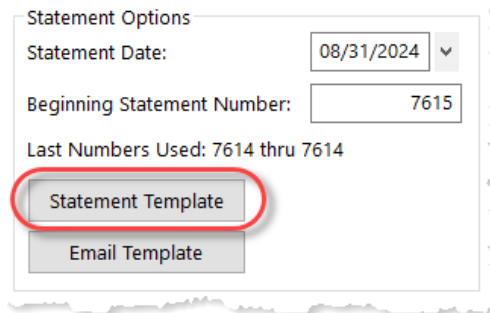 Statement Options
Statement Date: 08/31/2024
Beginning Statement Number: 7615
Last Numbers Used: 7614 thru 7614
Statement Template
Email Template